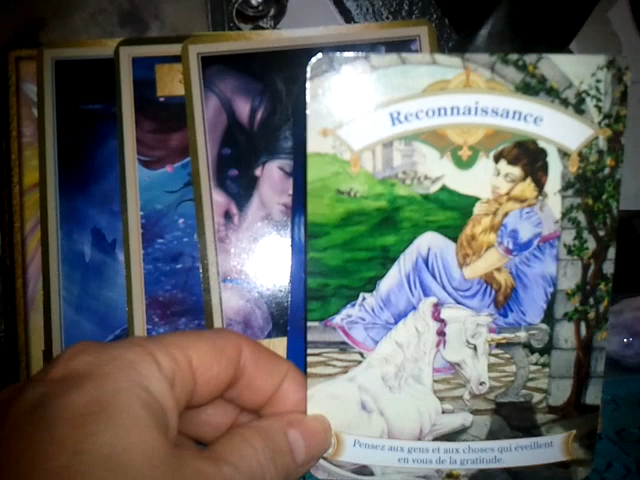 Reconnaissance
Pensez aux gens et aux choses qui éveillent
en vous de la gratitude.